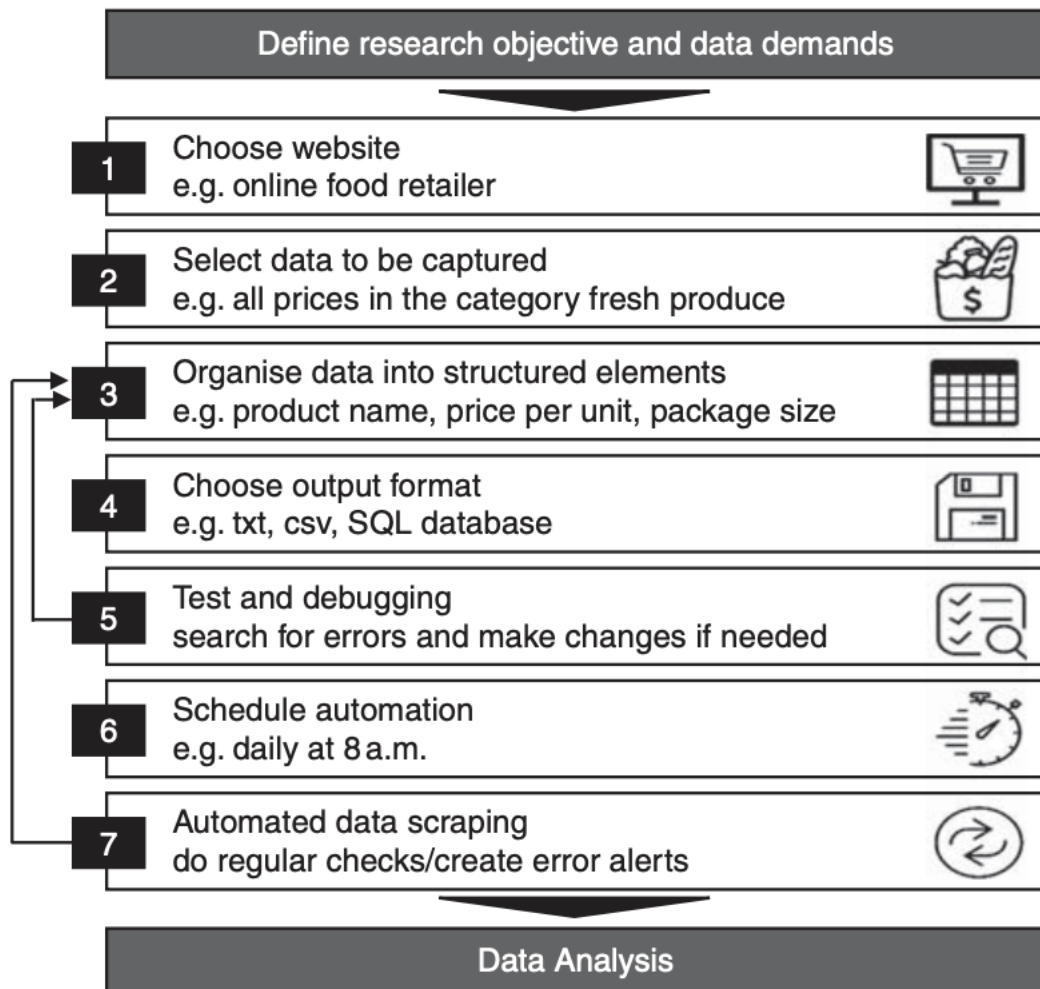 Define research objective and data demands
1
Choose website
e.g. online food retailer
2
Select data to be captured
e.g. all prices in the category fresh produce
$
3
Organise data into structured elements
e.g. product name, price per unit, package size
4
Choose output format
e.g. txt, csv, SQL database
5
Test and debugging
search for errors and make changes if needed
6
Schedule automation
e.g. daily at 8 a.m.
7
Automated data scraping
do regular checks/create error alerts
Data Analysis